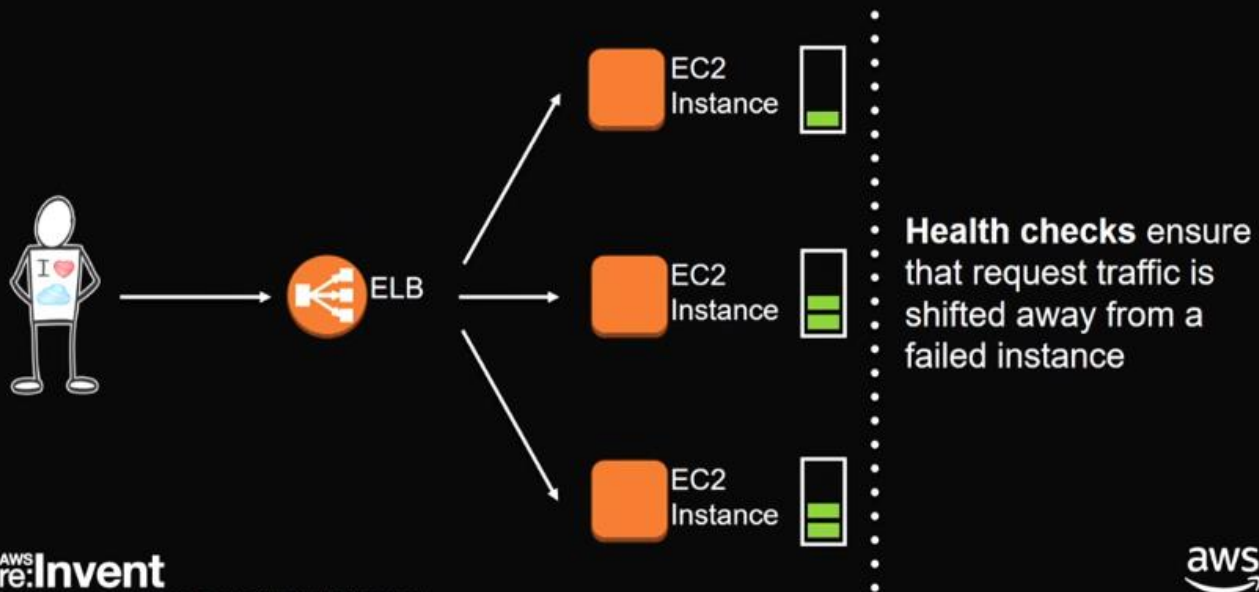 EC2
Instance
I
ELB
EC2
Instance
EC2
Instance
Health checks ensure
that request traffic is
shifted away from a
failed instance
AWS
re:Invent
aws